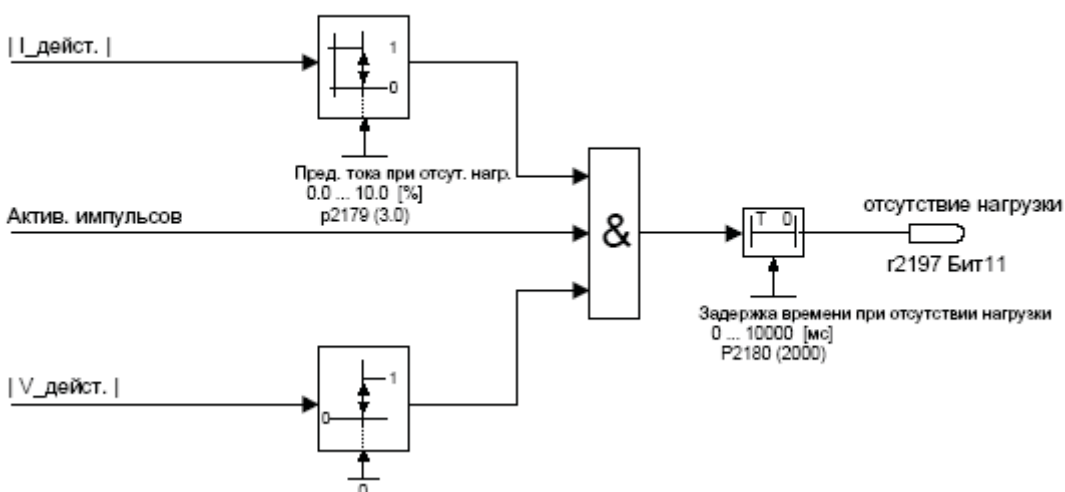 | I_дейст. |
1
0
Пред. тока при отсут. нагр.
0.0 ... 10.0 [%]
p2179 (3.0)
Актив. импульсов
&
T 0
отсутствие нагрузки
r2197 Бит11
Задержка времени при отсутствии нагрузки
0 ... 10000 [мс]
P2180 (2000)
| V_дейст. |
1
0
0